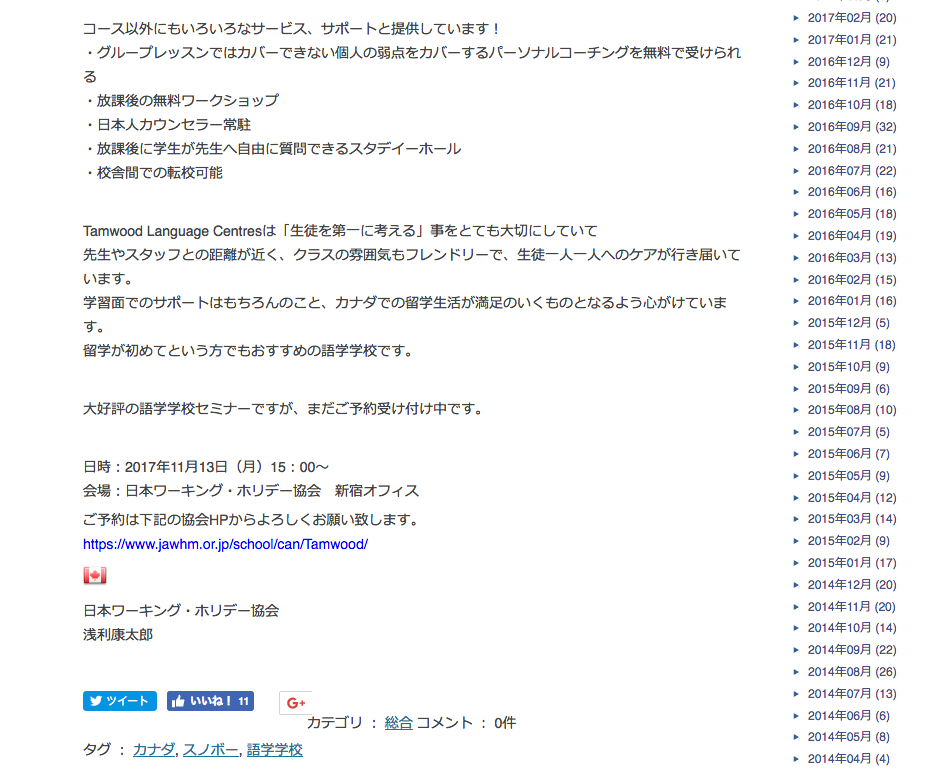 コース以外にもいろいろなサービス、サポートと提供しています！
・グループレッスンではカバーできない個人の弱点をカバーするパーソナルコーチングを無料で受けられ
る
・放課後の無料ワークショップ
・日本人カウンセラー常駐
・放課後に学生が先生へ自由に質問できるスタデイーホール
・校舎間での転校可能
Tamwood Language Centresは「生徒を第一に考える」事をとても大切にしていて
先生やスタッフとの距離が近く、クラスの雰囲気もフレンドリーで、生徒一人一人へのケアが行き届いて
います。
学習面でのサポートはもちろんのこと、カナダでの留学生活が満足のいくものとなるよう心がけていま
す。
留学が初めてという方でもおすすめの語学学校です。
大好評の語学学校セミナーですが、まだご予約受け付け中です。
日時：2017年11月13日（月）15：00～
会場：日本ワーキング・ホリデー協会　新宿オフィス
ご予約は下記の協会HPからよろしくお願い致します。
https://www.jawhm.or.jp/school/can/Tamwood/
日本ワーキング・ホリデー協会
浅利康太郎
ツイート いいね！ 11 G+
カテゴリ ： 総合 コメント ： 0件
タグ ： カナダ, スノボー, 語学学校
2017年02月 (20)
2017年01月 (21)
2016年12月 (9)
2016年11月 (21)
2016年10月 (18)
2016年09月 (32)
2016年08月 (21)
2016年07月 (22)
2016年06月 (16)
2016年05月 (18)
2016年04月 (19)
2016年03月 (13)
2016年02月 (15)
2016年01月 (16)
2015年12月 (5)
2015年11月 (18)
2015年10月 (9)
2015年09月 (6)
2015年08月 (10)
2015年07月 (5)
2015年06月 (7)
2015年05月 (9)
2015年04月 (12)
2015年03月 (14)
2015年02月 (9)
2015年01月 (17)
2014年12月 (20)
2014年11月 (20)
2014年10月 (14)
2014年09月 (22)
2014年08月 (26)
2014年07月 (13)
2014年06月 (6)
2014年05月 (8)
2014年04月 (4)